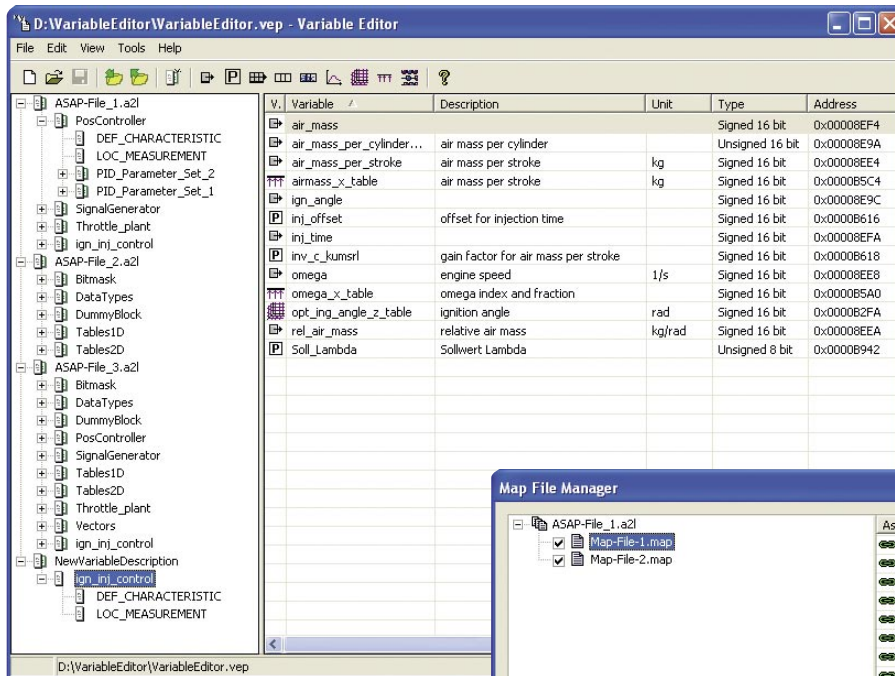 D:\VariableEditor\VariableEditor.vep - Variable Editor
File Edit View Tools Help
ASAP-File_1.a2l
PosController
DEF_CHARACTERISTIC
LOC_MEASUREMENT
PID_Parameter_Set_2
PID_Parameter_Set_1
SignalGenerator
Throttle_plant
ign_inj_control
ASAP-File_2.a2l
Bitmask
DataTypes
DummyBlock
Tables1D
Tables2D
ASAP-File_3.a2l
Bitmask
DataTypes
DummyBlock
PosController
SignalGenerator
Tables1D
Tables2D
Throttle_plant
Vectors
ign_inj_control
NewVariableDescription
ign_inj_control
DEF_CHARACTERISTIC
LOC_MEASUREMENT
V. Variable Description Unit Type Address
air_mass Signed 16 bit 0x00008EF4
air_mass_per_cylinder... air mass per cylinder Unsigned 16 bit 0x00008E9A
air_mass_per_stroke air mass per stroke kg Signed 16 bit 0x00008EE4
airmass_x_table air mass per stroke kg Signed 16 bit 0x0000B5C4
ign_angle Signed 16 bit 0x00008E9C
P inj_offset offset for injection time Signed 16 bit 0x0000B616
inj_time Signed 16 bit 0x00008EFA
P inv_c_kumsrl gain factor for air mass per stroke Signed 16 bit 0x0000B618
omega engine speed 1/s Signed 16 bit 0x00008EE8
omega_x_table omega index and fraction Signed 16 bit 0x0000B5A0
opt_ing_angle_z_table ignition angle rad Signed 16 bit 0x0000B2FA
rel_air_mass relative air mass kg/rad Signed 16 bit 0x00008EEA
P Soll_Lambda Sollwert Lambda Unsigned 8 bit 0x0000B942
Map File Manager
ASAP-File_1.a2l As
Map-File-1.map
Map-File-2.map
D:\VariableEditor\VariableEditor.vep